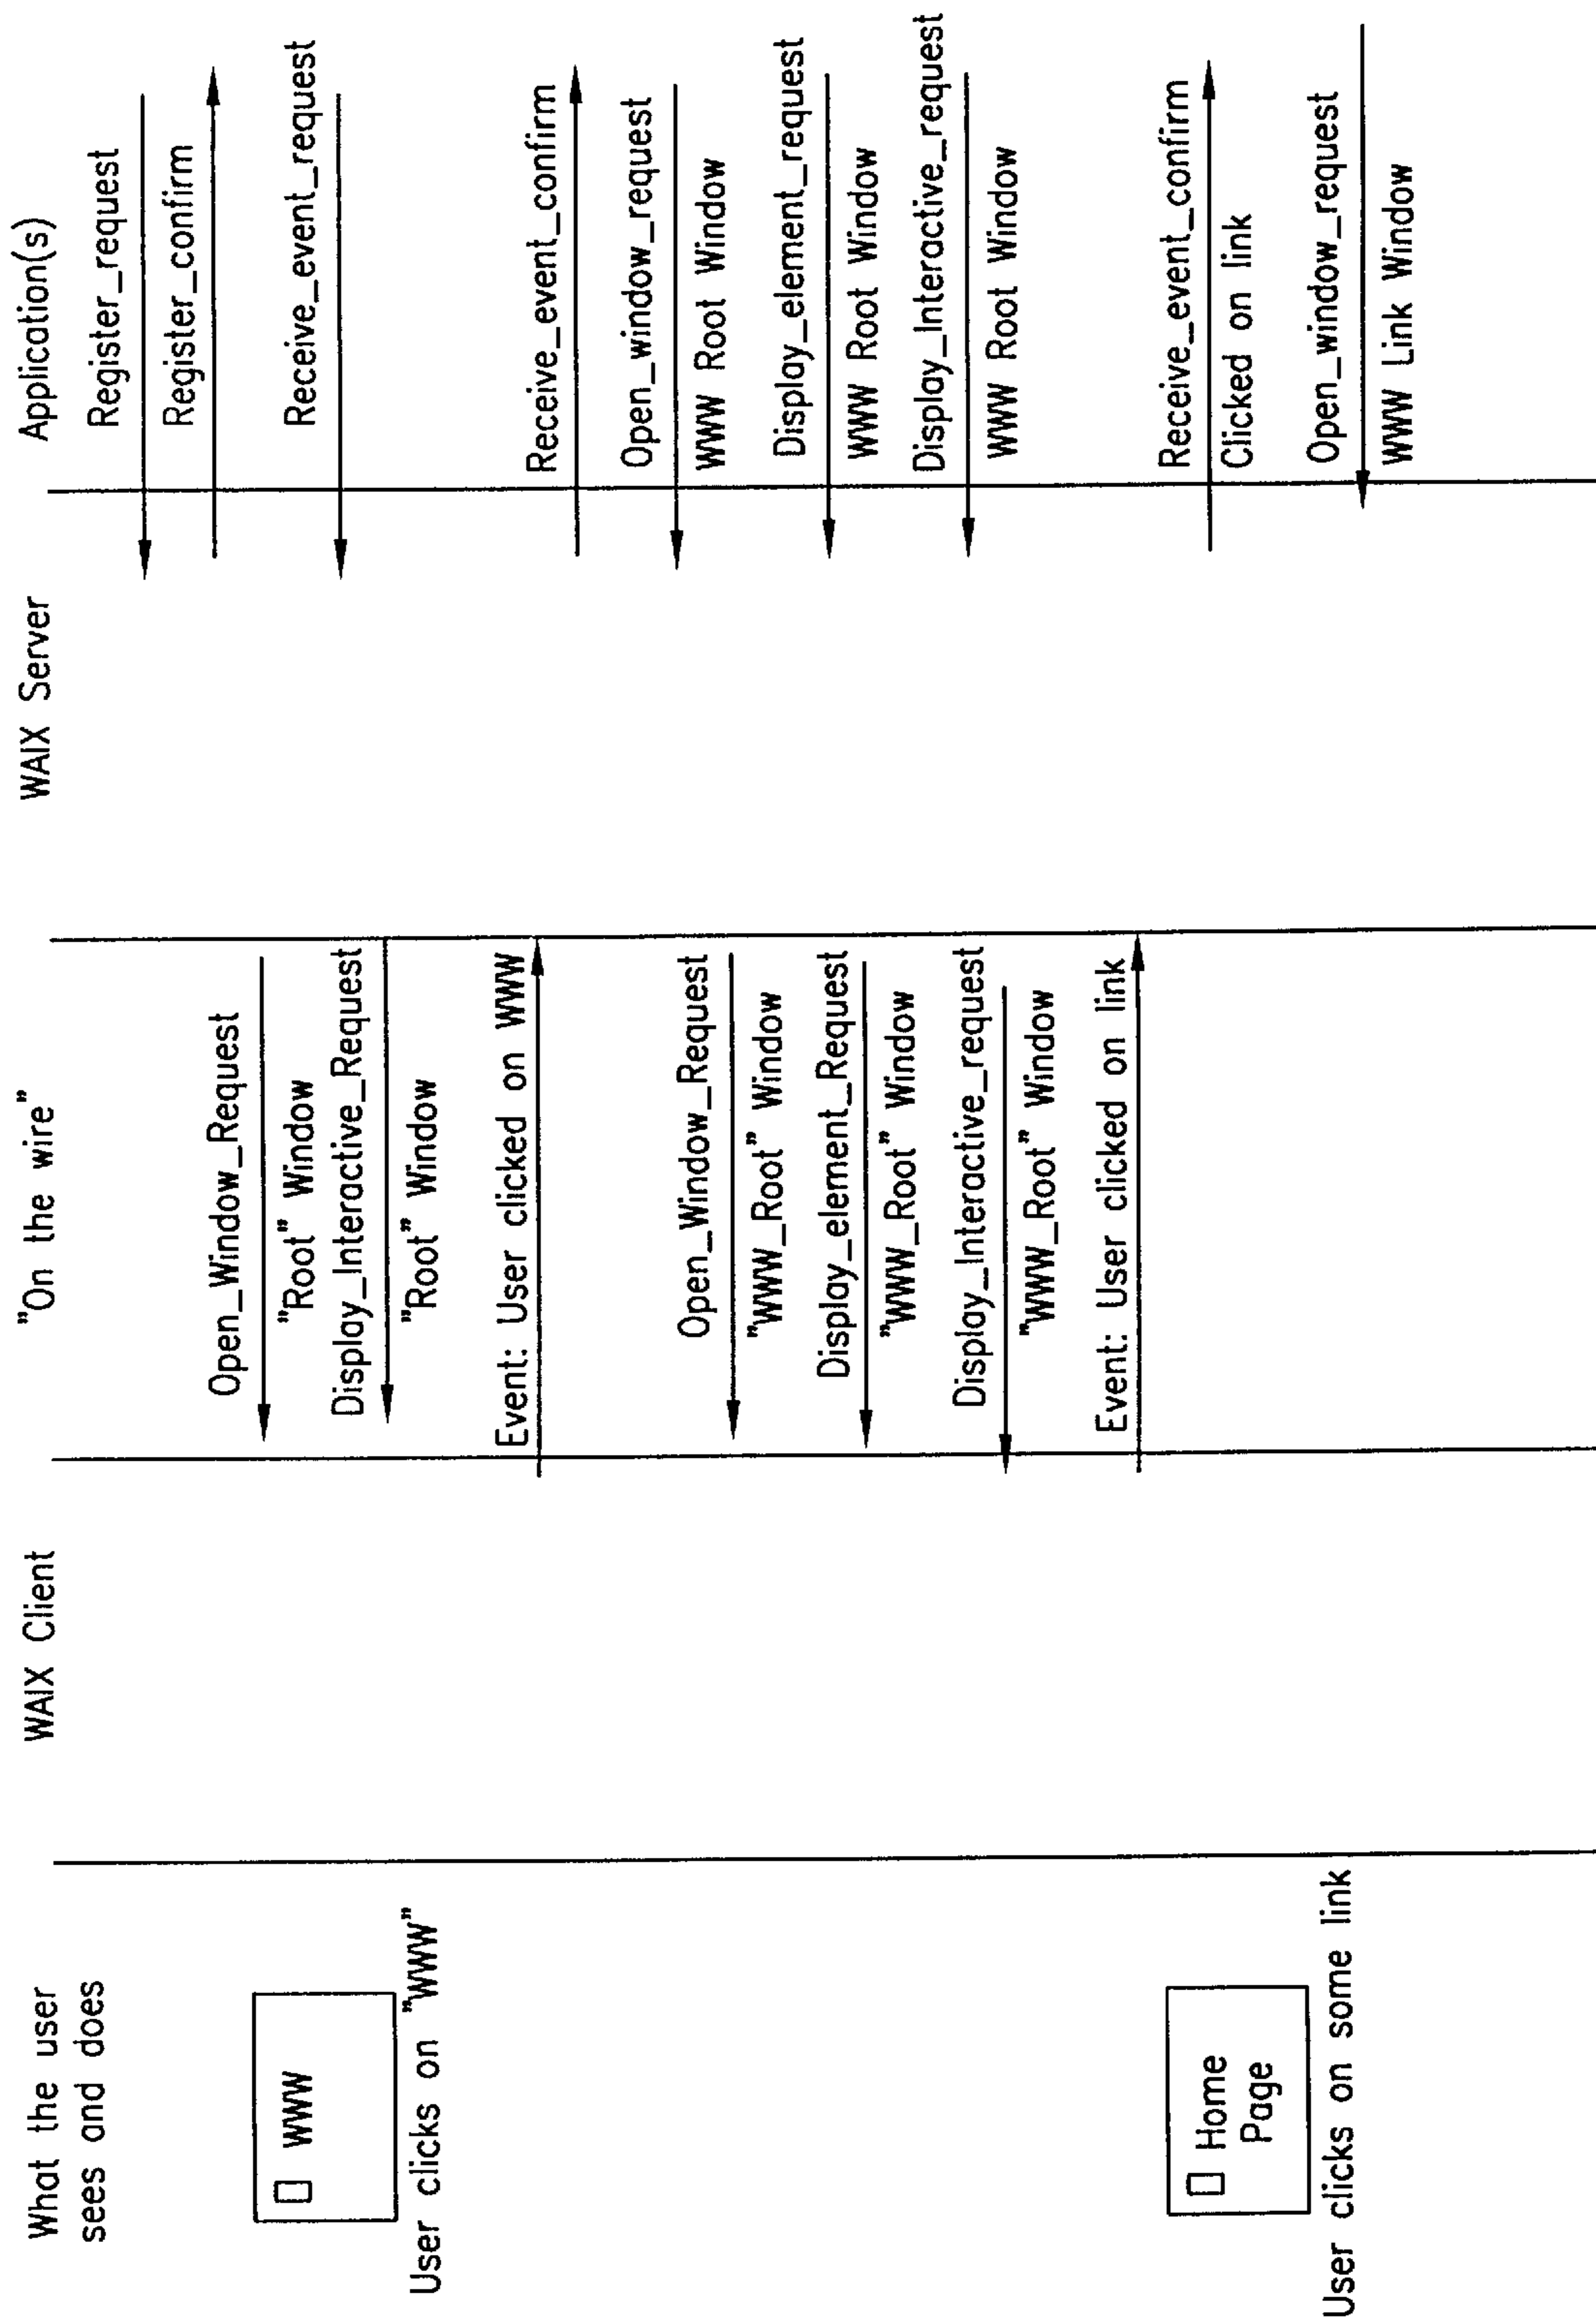 What the user
sees and does
WAIX Client
"On the wire"
WAIX Server
Application(s)
WWW
User clicks on "WWW"
Home
Page
User clicks on some link
Open_Window_Request
"Root" Window
Display_Interactive_Request
"Root" Window
Event: User clicked on WWW
Open_Window_Request
"WWW_Root" Window
Display_element_Request
"WWW_Root" Window
Display_Interactive_request
"WWW_Root" Window
Event: User clicked on link
Register_request
Register_confirm
Receive_event_request
Receive_event_confirm
Open_window_request
WWW Root Window
Display_element_request
WWW Root Window
Display_Interactive_request
WWW Root Window
Receive_event_confirm
Clicked on link
Open_window_request
WWW Link Window